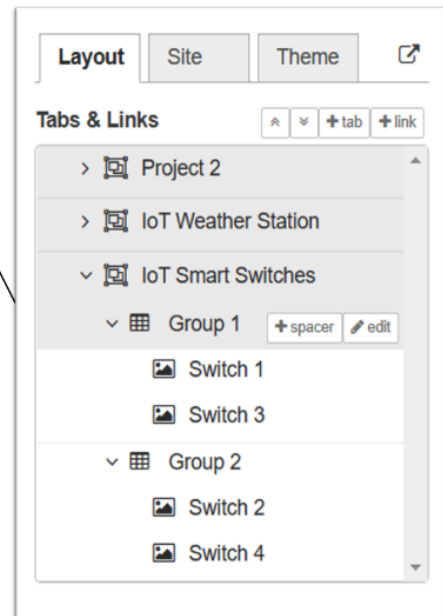 Layout Site Theme
Tabs & Links +tab +link
Project 2
IoT Weather Station
IoT Smart Switches
Group 1 +spacer edit
Switch 1
Switch 3
Group 2
Switch 2
Switch 4